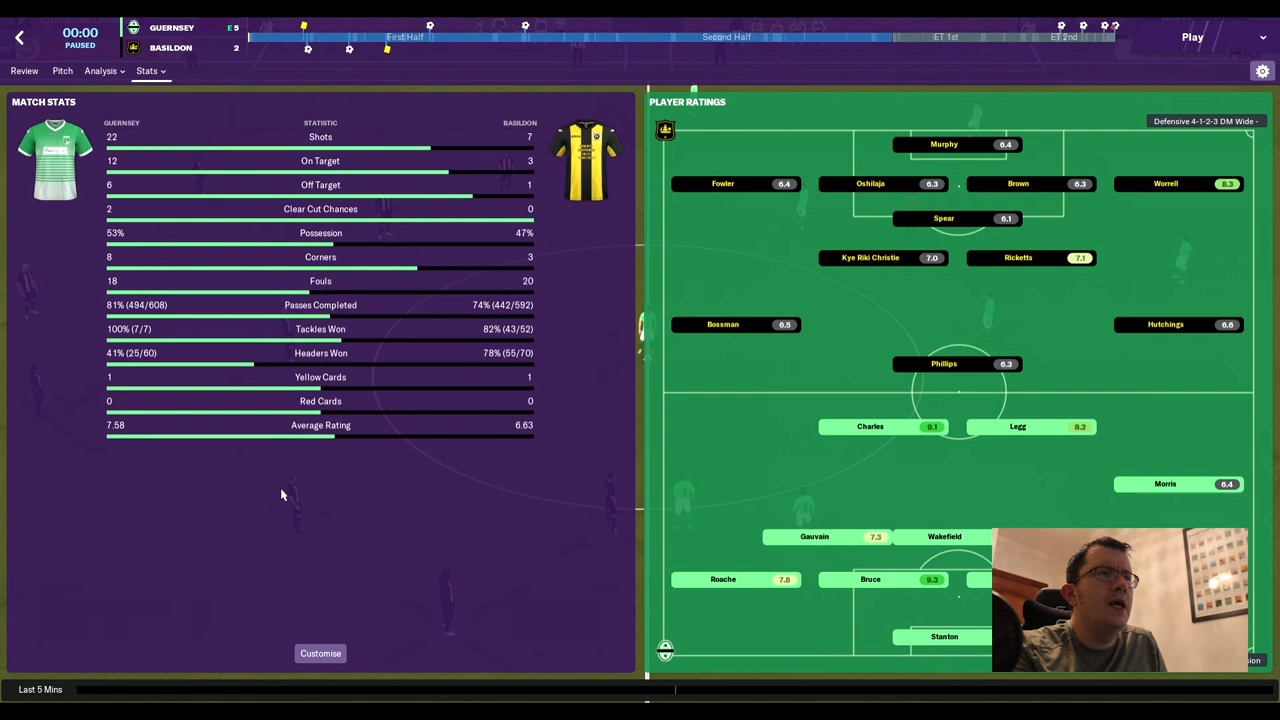 00:00
PAUSED
GUERNSEY E 5
BASILDON 2
First Half Second Half ET 1st ET 2nd
Play
Review Pitch Analysis Stats
MATCH STATS
GUERNSEY STATISTIC BASILDON
22 Shots 7
12 On Target 3
6 Off Target 1
2 Clear Cut Chances 0
53% Possession 47%
8 Corners 3
18 Fouls 20
81% (494/608) Passes Completed 74% (442/592)
100% (7/7) Tackles Won 82% (43/52)
41% (25/60) Headers Won 78% (55/70)
1 Yellow Cards 1
0 Red Cards 0
7.58 Average Rating 6.63
Customise
PLAYER RATINGS
Defensive 4-1-2-3 DM Wide -
Murphy 6.4
Fowler 6.4 Oshilaja 6.3 Brown 6.3 Worrell 8.3
Spear 6.1
Kye Riki Christie 7.0 Ricketts 7.1
Bossman 6.5 Hutchings 6.6
Phillips 6.3
Charles 9.1 Legg 8.2
Morris 6.4
Gauvain 7.3 Wakefield
Roache 7.8 Bruce 9.3
Stanton
Last 5 Mins